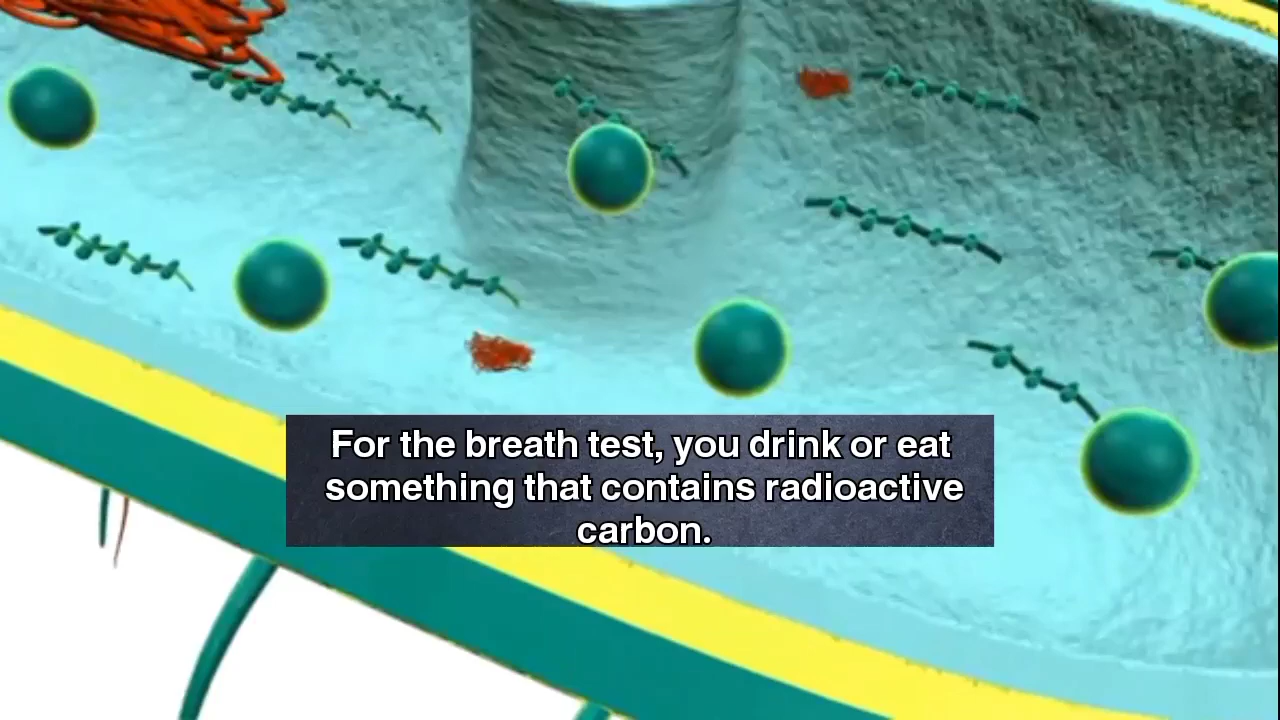 For the breath test, you drink or eat
something that contains radioactive
carbon.